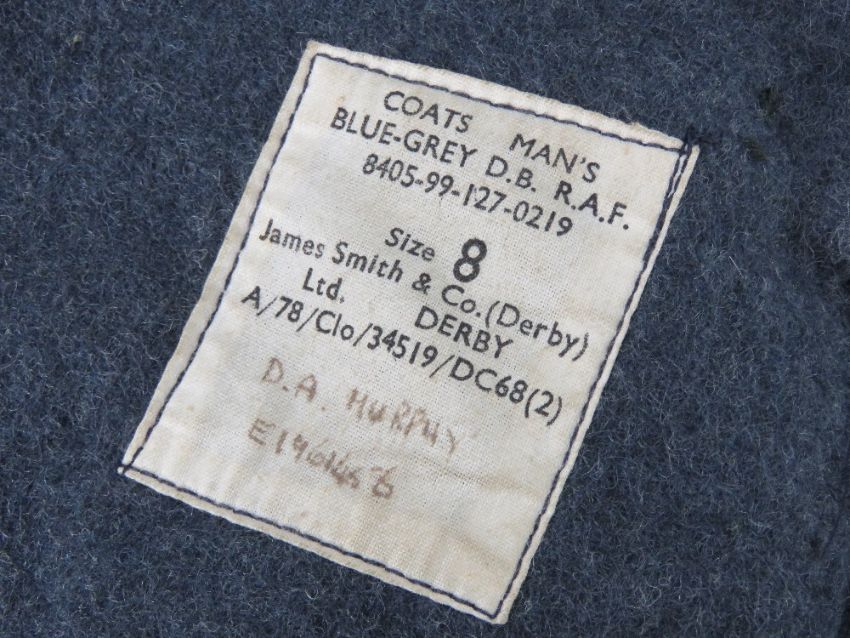 COATS MAN'S
BLUE-GREY D.B. R.A.F.
8405-99-127-0219
Size 8
James Smith & Co.(Derby)
Ltd. DERBY
A/78/Clo/34519/DC68(2)
D.A. MURPHY